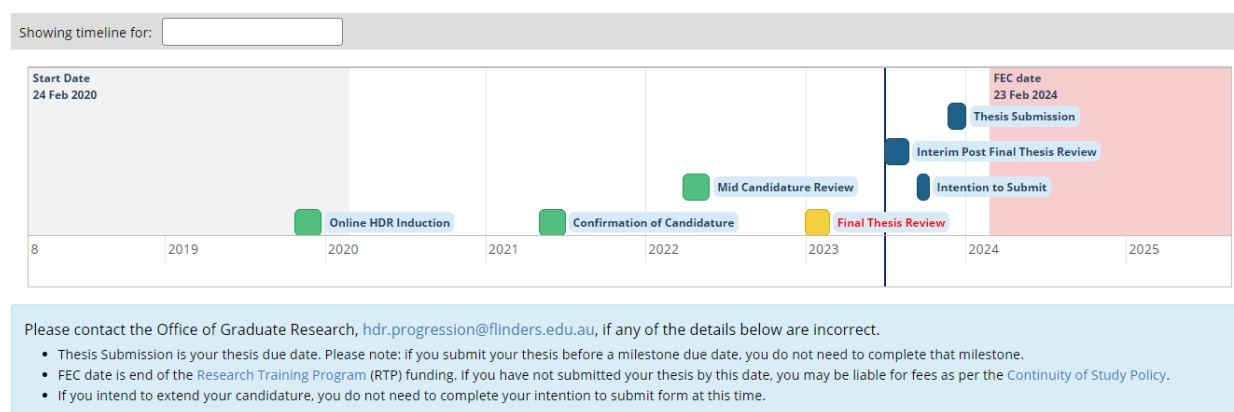 Showing timeline for:
Start Date
24 Feb 2020
FEC date
23 Feb 2024
Thesis Submission
Interim Post Final Thesis Review
Mid Candidature Review
Intention to Submit
Online HDR Induction
Confirmation of Candidature
Final Thesis Review
8 2019 2020 2021 2022 2023 2024 2025
Please contact the Office of Graduate Research, hdr.progression@flinders.edu.au, if any of the details below are incorrect.
• Thesis Submission is your thesis due date. Please note: if you submit your thesis before a milestone due date, you do not need to complete that milestone.
• FEC date is end of the Research Training Program (RTP) funding. If you have not submitted your thesis by this date, you may be liable for fees as per the Continuity of Study Policy.
• If you intend to extend your candidature, you do not need to complete your intention to submit form at this time.